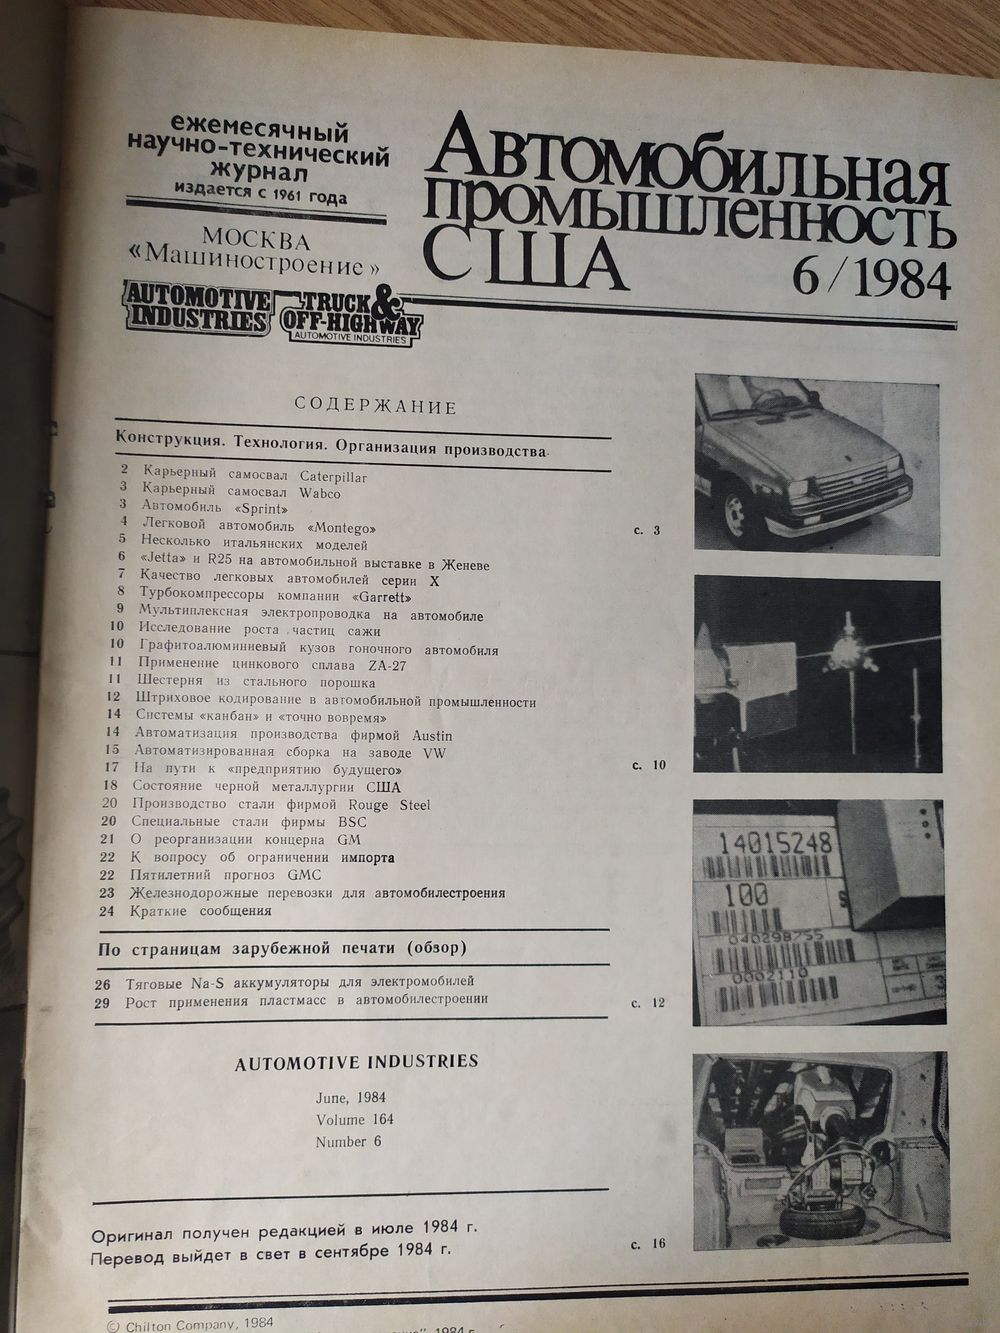 ежемесячный
научно-технический
журнал
издается с 1961 года
МОСКВА
«Машиностроение»
AUTOMOTIVE
INDUSTRIES
TRUCK &
OFF-HIGHWAY
AUTOMOTIVE INDUSTRIES
Автомобильная
промышленность
США 6/1984
СОДЕРЖАНИЕ
Конструкция. Технология. Организация производства.
2 Карьерный самосвал Caterpillar
3 Карьерный самосвал Wabco
3 Автомобиль «Sprint»
4 Легковой автомобиль «Montego»
5 Несколько итальянских моделей
6 «Jetta» и R25 на автомобильной выставке в Женеве
7 Качество легковых автомобилей серии X
8 Турбокомпрессоры компании «Garrett»
9 Мультиплексная электропроводка на автомобиле
10 Исследование роста частиц сажи
10 Графитоалюминиевый кузов гоночного автомобиля
11 Применение цинкового сплава ZA-27
11 Шестерня из стального порошка
12 Штриховое кодирование в автомобильной промышленности
14 Системы «канбан» и «точно вовремя»
14 Автоматизация производства фирмой Austin
15 Автоматизированная сборка на заводе VW
17 На пути к «предприятию будущего»
18 Состояние черной металлургии США
20 Производство стали фирмой Rouge Steel
20 Специальные стали фирмы BSC
21 О реорганизации концерна GM
22 К вопросу об ограничении импорта
22 Пятилетний прогноз GMC
23 Железнодорожные перевозки для автомобилестроения
24 Краткие сообщения
По страницам зарубежной печати (обзор)
26 Тяговые Na-S аккумуляторы для электромобилей
29 Рост применения пластмасс в автомобилестроении
AUTOMOTIVE INDUSTRIES
June, 1984
Volume 164
Number 6
Оригинал получен редакцией в июле 1984 г.
Перевод выйдет в свет в сентябре 1984 г.
© Chilton Company, 1984
1984 г.
с. 3
с. 10
14015248
100
040298755
0002110
с. 12
с. 16